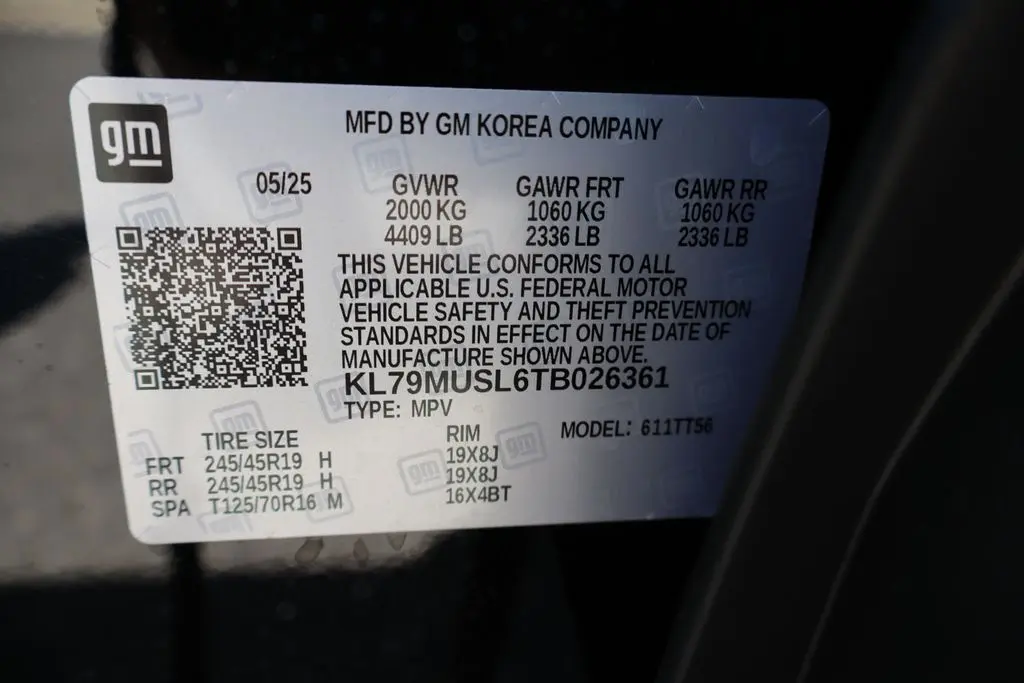 gm
MFD BY GM KOREA COMPANY
05/25 GVWR GAWR FRT GAWR RR
2000 KG 1060 KG 1060 KG
4409 LB 2336 LB 2336 LB
THIS VEHICLE CONFORMS TO ALL
APPLICABLE U.S. FEDERAL MOTOR
VEHICLE SAFETY AND THEFT PREVENTION
STANDARDS IN EFFECT ON THE DATE OF
MANUFACTURE SHOWN ABOVE.
KL79MUSL6TB026361
TYPE: MPV
TIRE SIZE RIM MODEL: 611TT56
FRT 245/45R19 H 19X8J
RR 245/45R19 H 19X8J
SPA T125/70R16 M 16X4BT